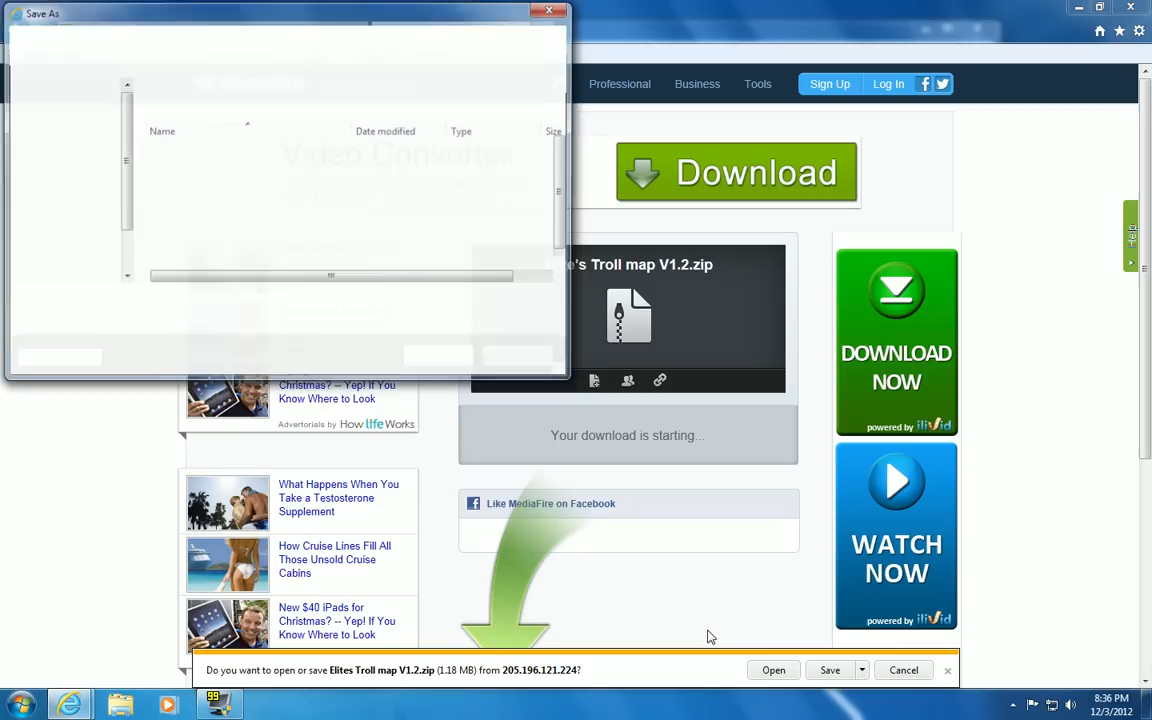 Save As
Professional
Business
Tools
Sign Up
Log In
Name
Date modified
Type
Size
Video Converter
Download
's Troll map V1.2.zip
Your download is starting...
Christmas? -- Yep! If You
Know Where to Look
Advertorials by How life Works
What Happens When You
Take a Testosterone
Supplement
How Cruise Lines Fill All
Those Unsold Cruise
Cabins
New $40 iPads for
Christmas? -- Yep! If You
Know Where to Look
Like MediaFire on Facebook
DOWNLOAD
NOW
powered by ilivid
WATCH
NOW
powered by ilivid
Do you want to open or save Elites Troll map V1.2.zip (1.18 MB) from 205.196.121.224?
Open
Save
Cancel
99
8:36 PM
12/3/2012